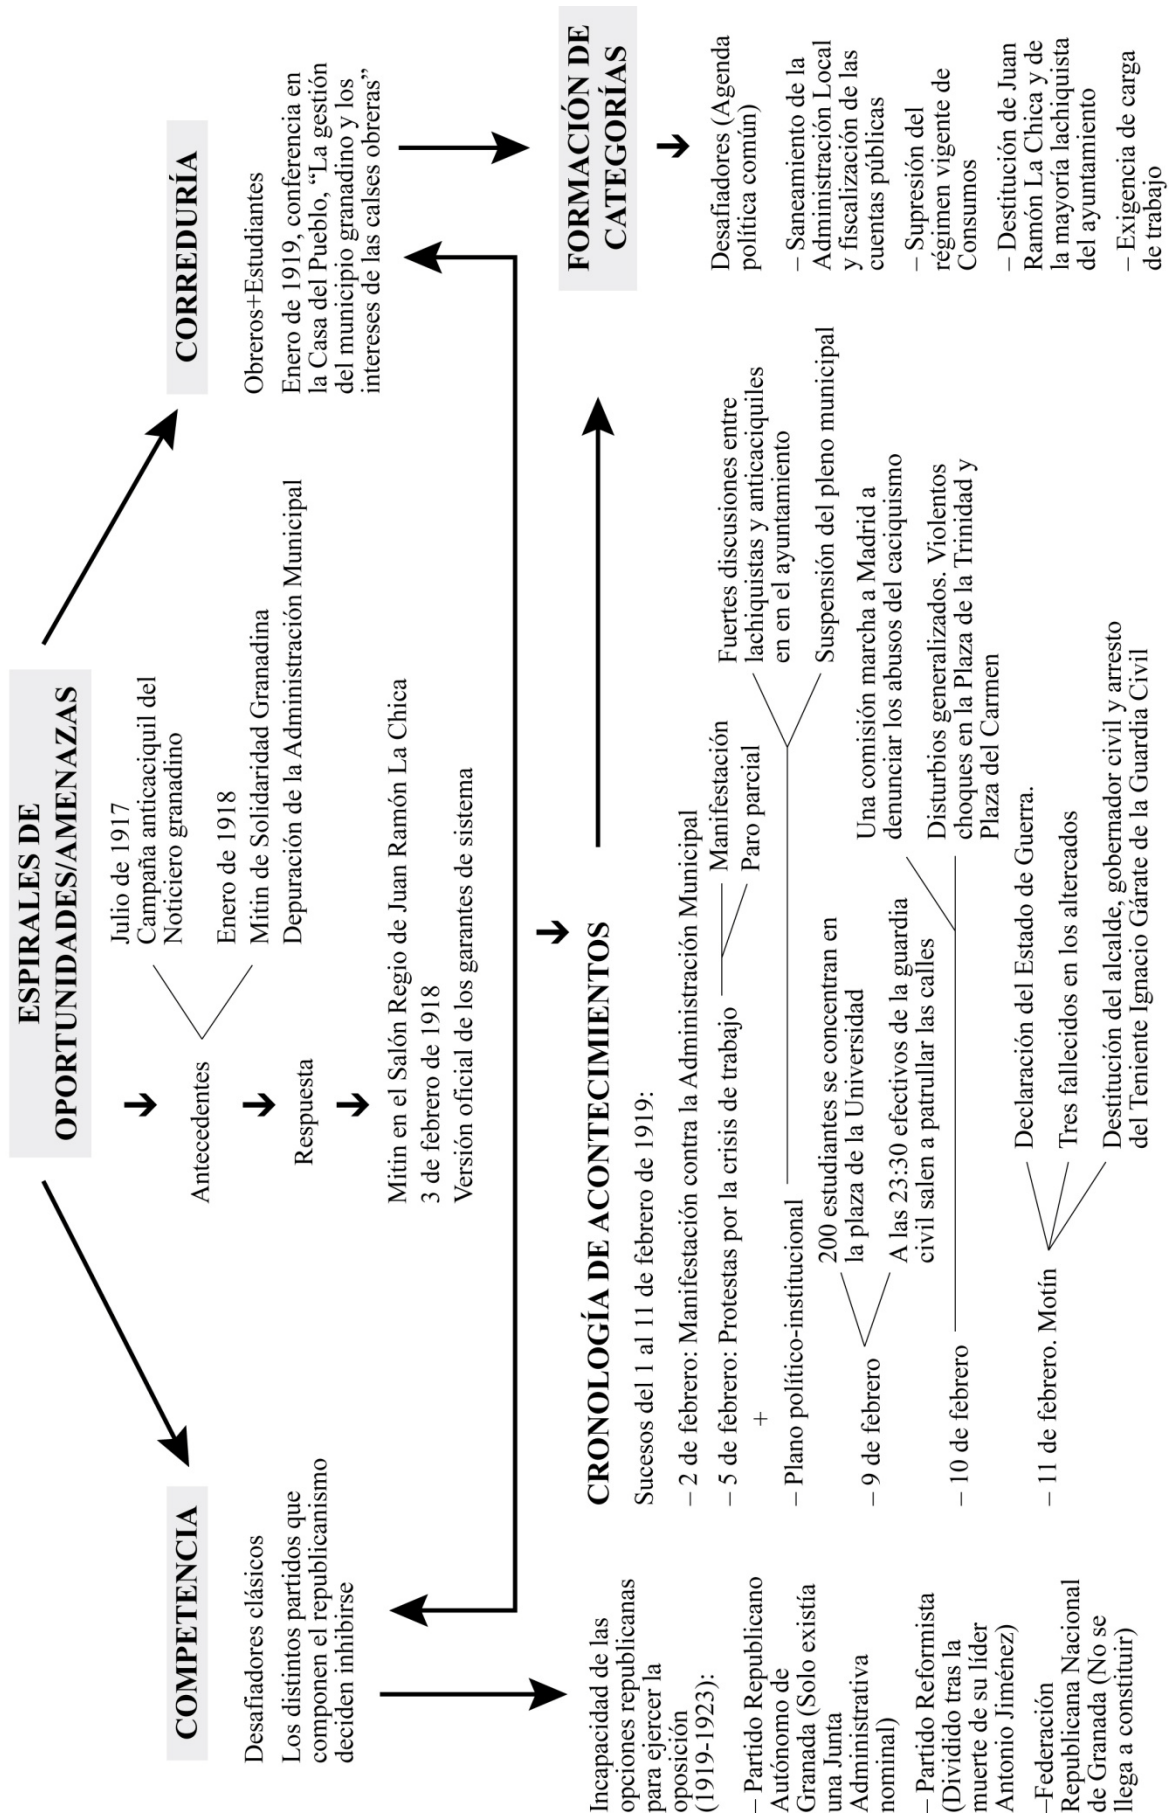 ESPIRALES DE
OPORTUNIDADES/AMENAZAS
Antecedentes
Julio de 1917
Campaña anticaciquil del
Noticiero granadino
Enero de 1918
Mitin de Solidaridad Granadina
Depuración de la Administración Municipal
Respuesta
Mitin en el Salón Regio de Juan Ramón La Chica
3 de febrero de 1918
Versión oficial de los garantes de sistema
COMPETENCIA
Desafiadores clásicos
Los distintos partidos que
componen el republicanismo
deciden inhibirse
Incapacidad de las
opciones republicanas
para ejercer la
oposición
(1919-1923):
– Partido Republicano
Autónomo de
Granada (Solo existía
una Junta
Administrativa
nominal)
– Partido Reformista
(Dividido tras la
muerte de su líder
Antonio Jiménez)
–Federación
Republicana Nacional
de Granada (No se
llega a constituir)
CORREDURÍA
Obreros+Estudiantes
Enero de 1919, conferencia en
la Casa del Pueblo, “La gestión
del municipio granadino y los
intereses de las calses obreras”
CRONOLOGÍA DE ACONTECIMIENTOS
Sucesos del 1 al 11 de febrero de 1919:
– 2 de febrero: Manifestación contra la Administración Municipal
– 5 de febrero: Protestas por la crisis de trabajo
Manifestación
Paro parcial
+
– Plano político-institucional
Fuertes discusiones entre
lachiquistas y anticaciquiles
en en el ayuntamiento
Suspensión del pleno municipal
– 9 de febrero
200 estudiantes se concentran en
la plaza de la Universidad
A las 23:30 efectivos de la guardia
civil salen a patrullar las calles
– 10 de febrero
Una comisión marcha a Madrid a
denunciar los abusos del caciquismo
Disturbios generalizados. Violentos
choques en la Plaza de la Trinidad y
Plaza del Carmen
– 11 de febrero. Motín
Declaración del Estado de Guerra.
Tres fallecidos en los altercados
Destitución del alcalde, gobernador civil y arresto
del Teniente Ignacio Gárate de la Guardia Civil
FORMACIÓN DE
CATEGORÍAS
Desafiadores (Agenda
política común)
– Saneamiento de la
Administración Local
y fiscalización de las
cuentas públicas
– Supresión del
régimen vigente de
Consumos
– Destitución de Juan
Ramón La Chica y de
la mayoría lachiquista
del ayuntamiento
– Exigencia de carga
de trabajo